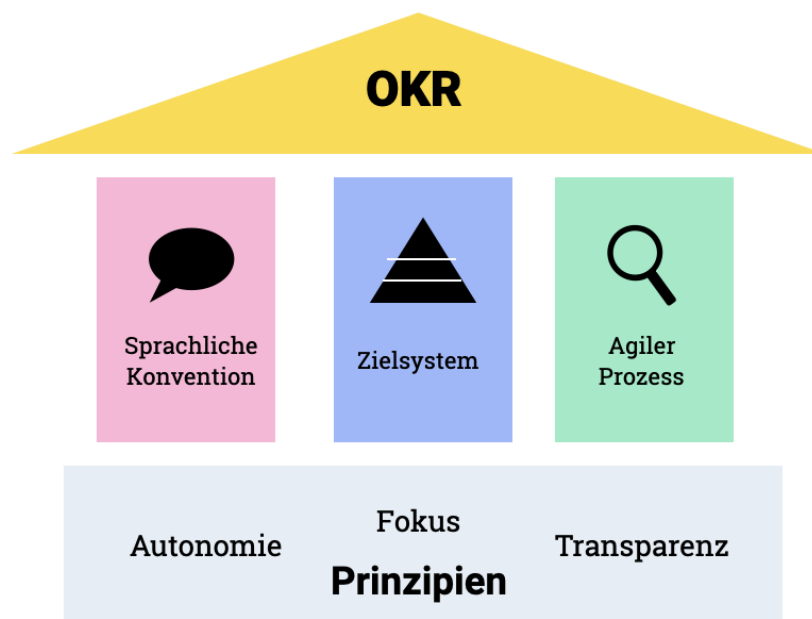 OKR
Sprachliche
Konvention
Zielsystem
Agiler
Prozess
Autonomie
Fokus
Transparenz
Prinzipien